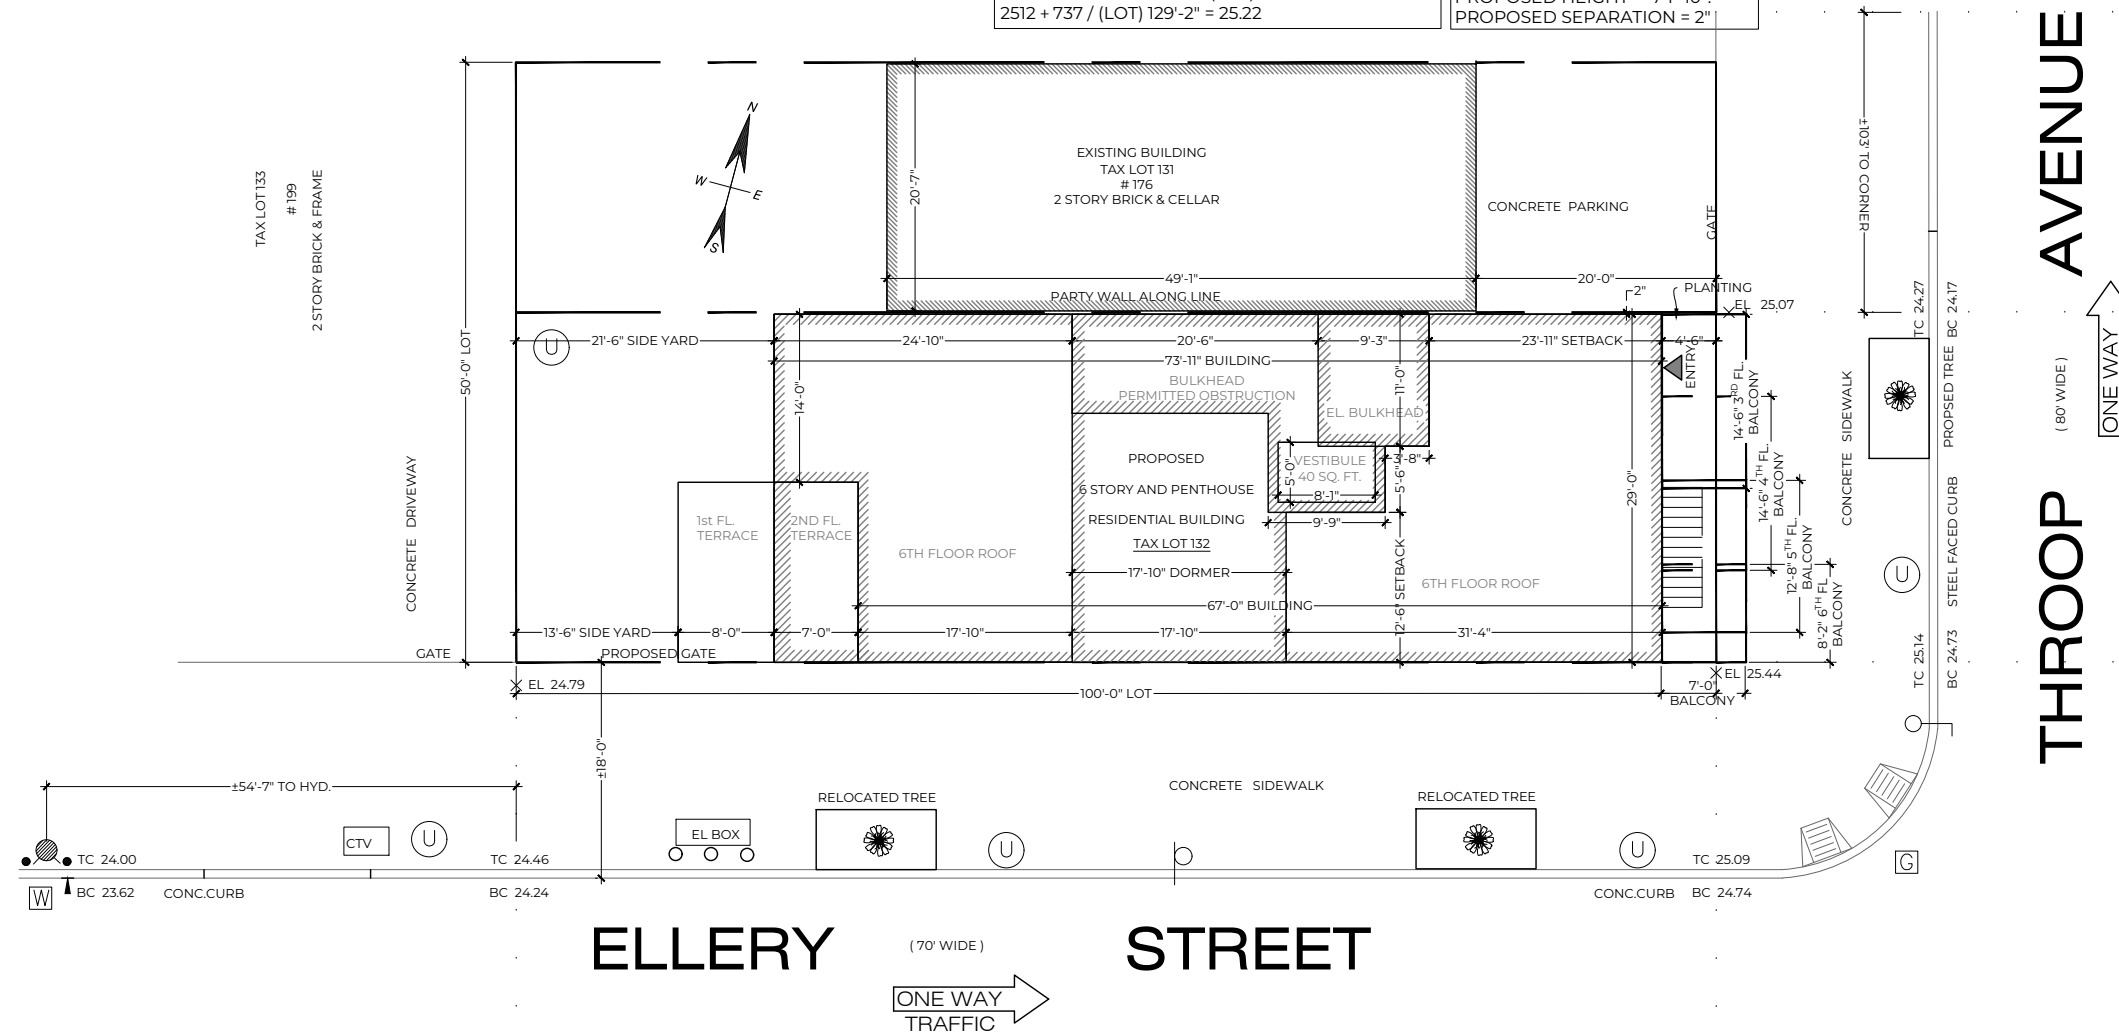 2512 + 737 / (LOT) 129'-2" = 25.22
PROPOSED SEPARATION = 2"
AVENUE
THROOP
( 80' WIDE )
ONE WAY
N
W
E
S
TAX LOT 133
# 199
2 STORY BRICK & FRAME
50'-0" LOT
20'-7"
EXISTING BUILDING
TAX LOT 131
# 176
2 STORY BRICK & CELLAR
CONCRETE PARKING
GATE
±103' TO CORNER
49'-1"
20'-0"
PARTY WALL ALONG LINE
2"
PLANTING
EL 25.07
TC 24.27
BC 24.17
U
21'-6" SIDE YARD
24'-10"
20'-6"
9'-3"
23'-11" SETBACK
4'-6"
73'-11" BUILDING
ENTRY
BULKHEAD
PERMITTED OBSTRUCTION
EL. BULKHEAD
11'-0"
14'-0"
14'-6" 3RD FL.
BALCONY
14'-6" 4TH FL.
BALCONY
12'-8" 5TH FL.
BALCONY
8'-2" 6TH FL
BALCONY
CONCRETE SIDEWALK
PROPSED TREE
STEEL FACED CURB
U
PROPOSED
6 STORY AND PENTHOUSE
RESIDENTIAL BUILDING
TAX LOT 132
VESTIBULE
40 SQ. FT.
5'-0"
8'-1"
3'-8"
5'-6"
9'-9"
29'-0"
1st FL.
TERRACE
2ND FL.
TERRACE
6TH FLOOR ROOF
6TH FLOOR ROOF
17'-10" DORMER
12'-6" SETBACK
67'-0" BUILDING
CONCRETE DRIVEWAY
13'-6" SIDE YARD
8'-0"
7'-0"
17'-10"
17'-10"
31'-4"
GATE
PROPOSED GATE
EL 24.79
100'-0" LOT
7'-0"
BALCONY
EL 25.44
TC 25.14
BC 24.73
±18'-0"
±54'-7" TO HYD.
CONCRETE SIDEWALK
RELOCATED TREE
RELOCATED TREE
CTV
U
EL BOX
U
U
G
TC 24.00
TC 24.46
TC 25.09
W
BC 23.62
CONC.CURB
BC 24.24
CONC.CURB
BC 24.74
ELLERY
( 70' WIDE )
STREET
ONE WAY
TRAFFIC